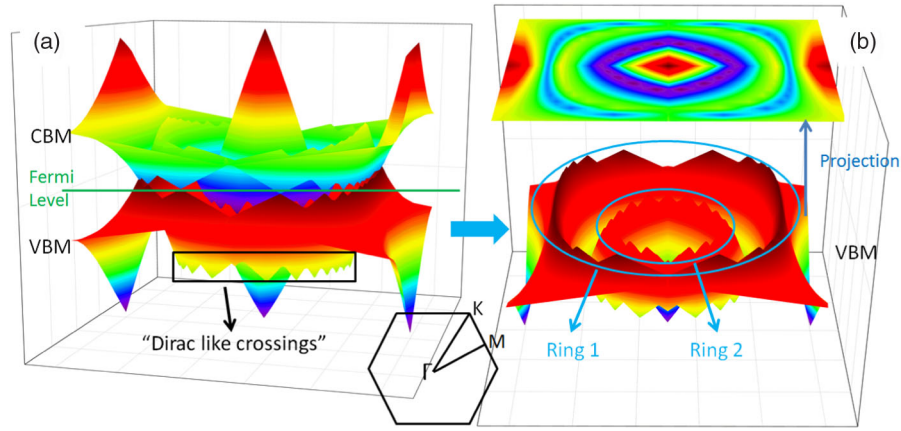 (a)
CBM
Fermi
Level
VBM
“Dirac like crossings”
K
M
Γ
(b)
Projection
VBM
Ring 1
Ring 2